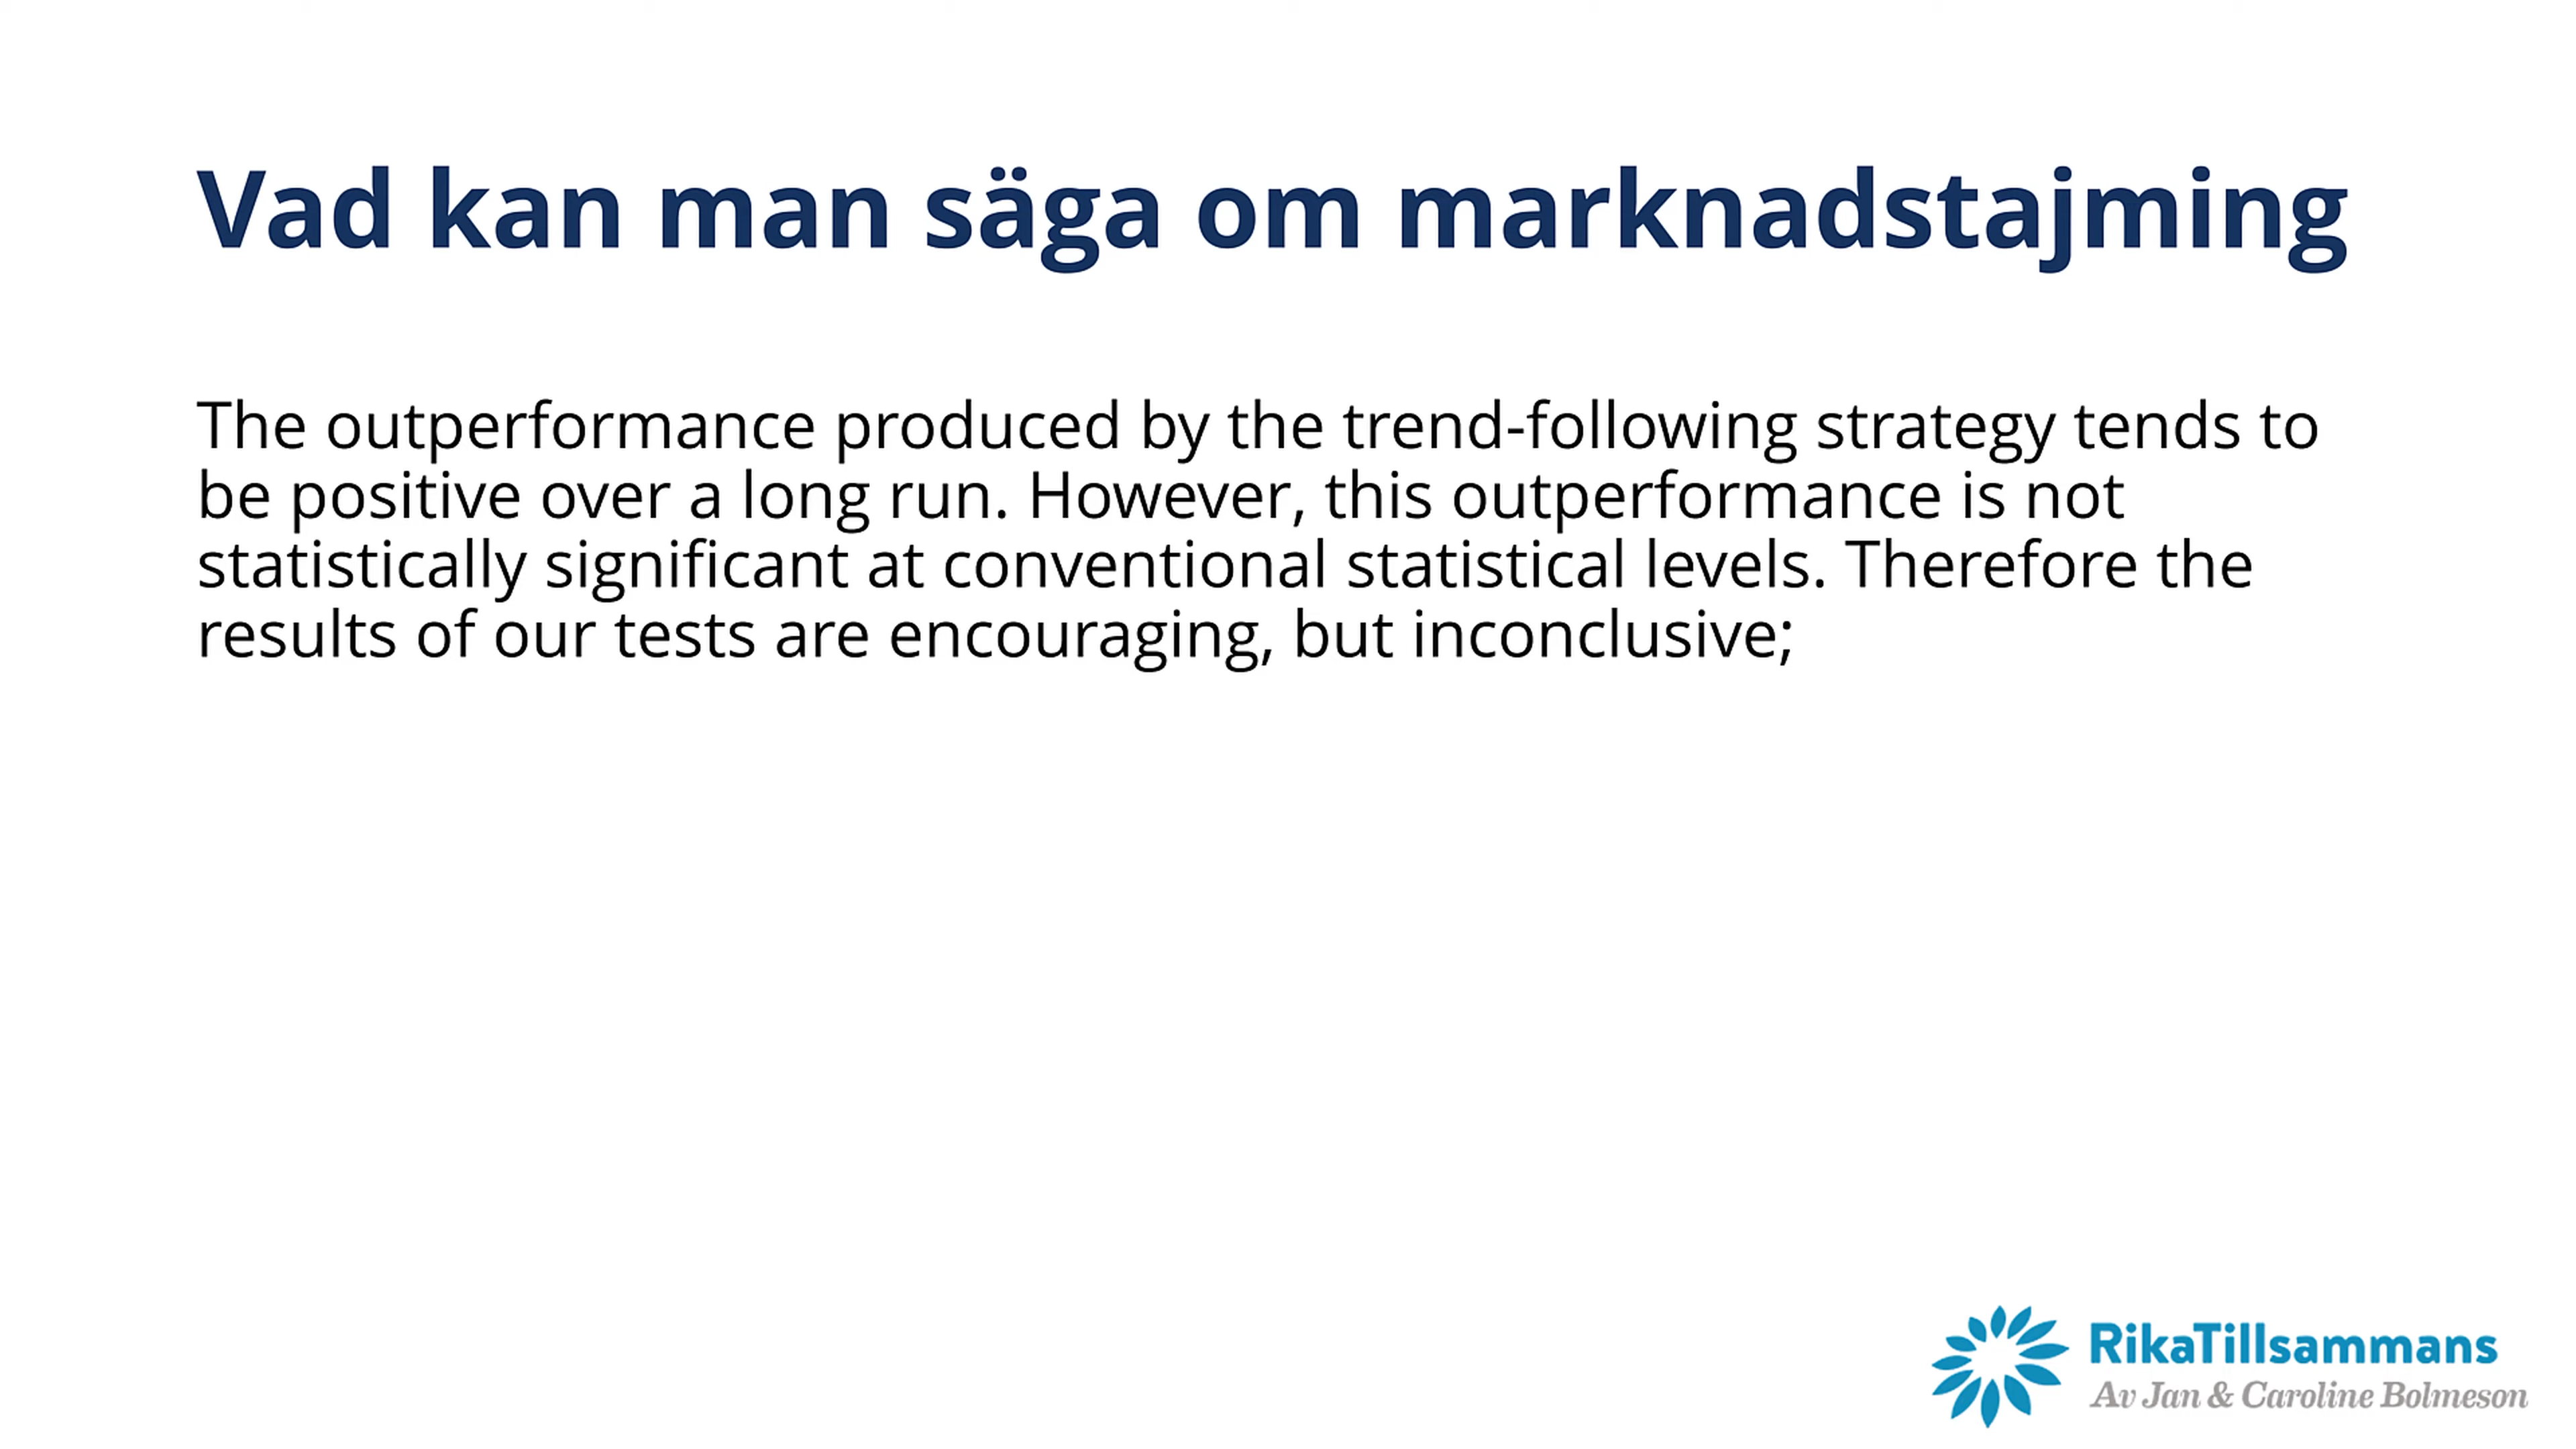 Vad kan man säga om marknadstajming
The outperformance produced by the trend-following strategy tends to
be positive over a long run. However, this outperformance is not
statistically significant at conventional statistical levels. Therefore the
results of our tests are encouraging, but inconclusive;
RikaTillsammans
Av Jan & Caroline Bolmeson